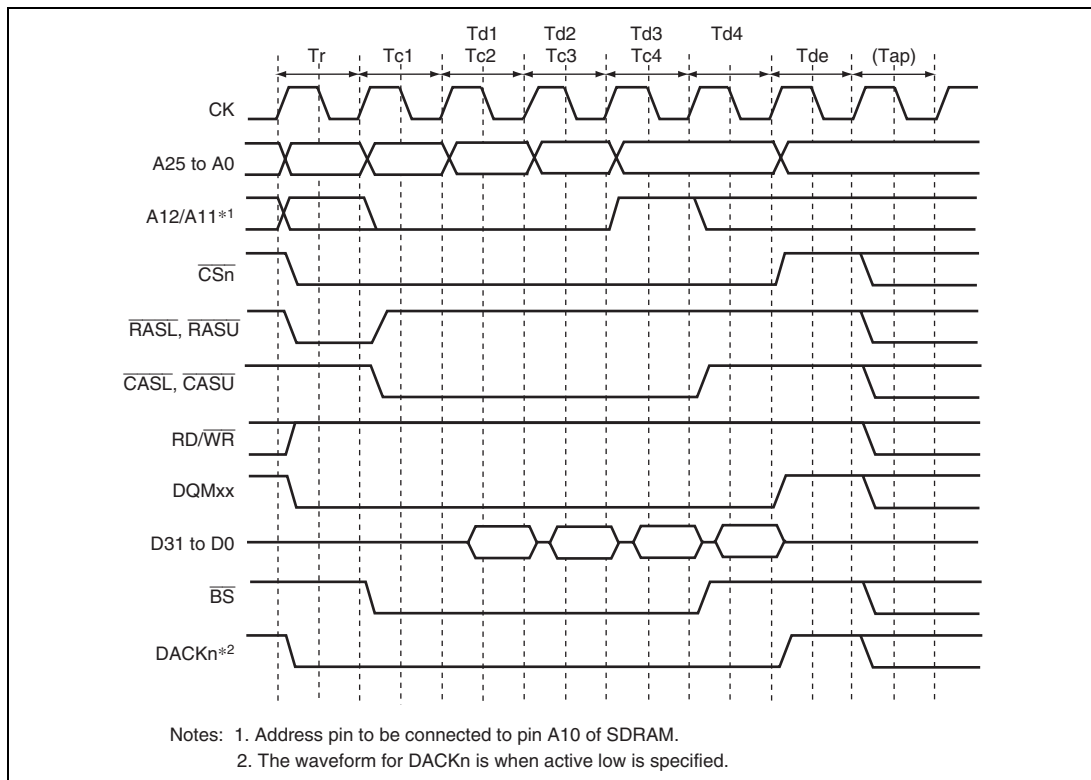 Td1 Td2 Td3 Td4
Tr Tc1 Tc2 Tc3 Tc4 Tde (Tap)
CK
A25 to A0
A12/A11*1
CSn
RASL, RASU
CASL, CASU
RD/WR
DQMxx
D31 to D0
BS
DACKn*2
Notes: 1. Address pin to be connected to pin A10 of SDRAM.
2. The waveform for DACKn is when active low is specified.